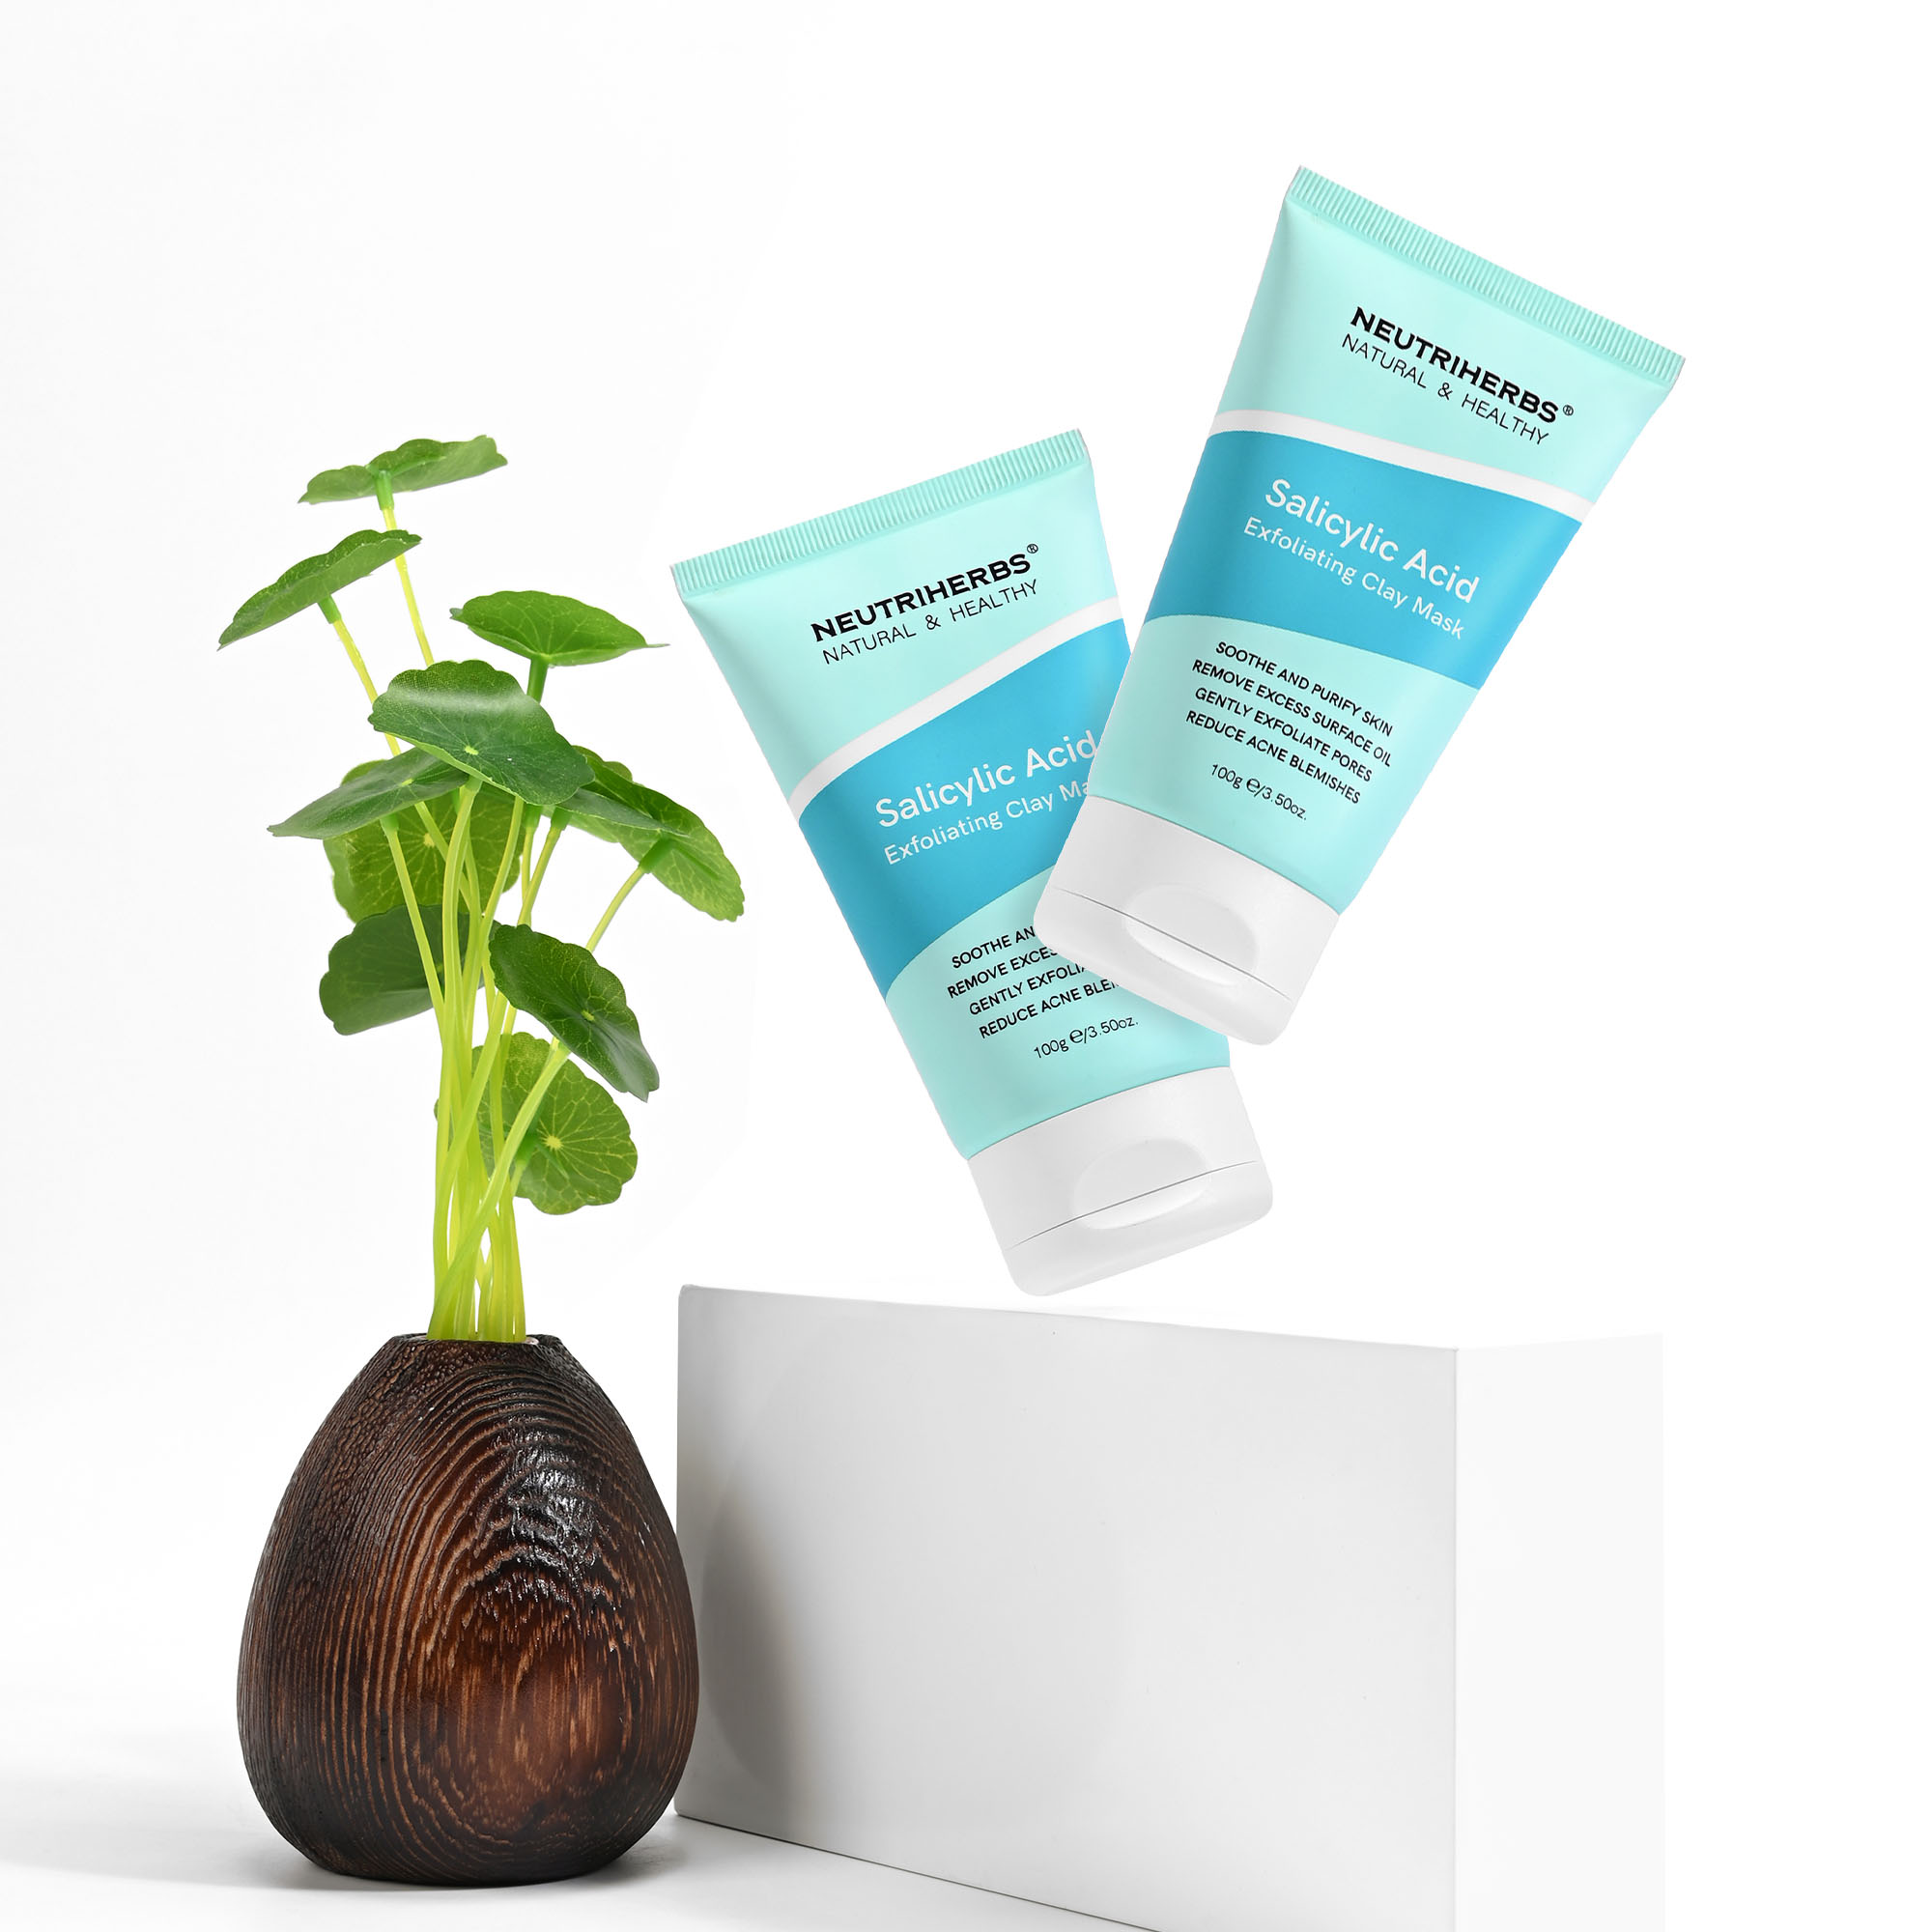 NEUTRIHERBS®
NATURAL & HEALTHY
Salicylic Acid
Exfoliating Clay Mask
SOOTHE AND PURIFY SKIN
REMOVE EXCESS SURFACE OIL
GENTLY EXFOLIATE PORES
REDUCE ACNE BLEMISHES
100g ℮/3.50oz.
NEUTRIHERBS®
NATURAL & HEALTHY
Salicylic Acid
Exfoliating Clay
SOOTHE
REMOVE
GENTLY
REDUCE ACNE
100g ℮/3.50oz.